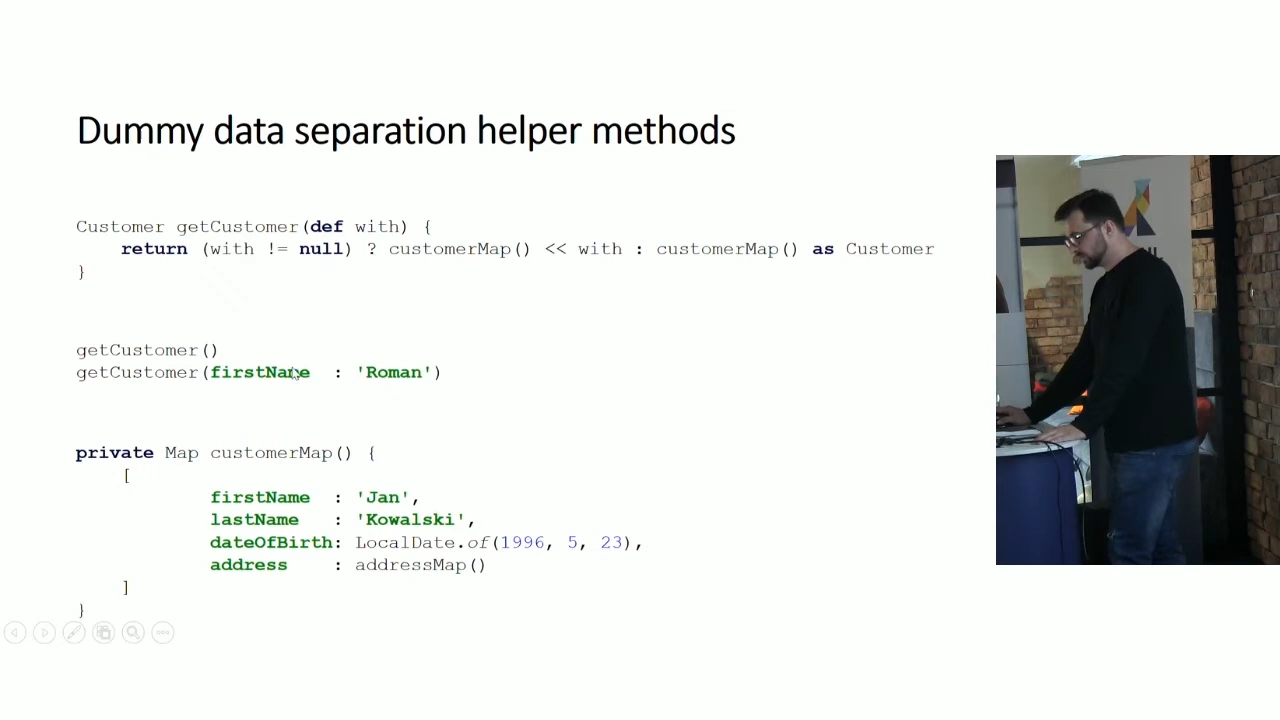 Dummy data separation helper methods
Customer getCustomer(def with) {
    return (with != null) ? customerMap() << with : customerMap() as Customer
}
getCustomer()
getCustomer(firstName  : 'Roman')
private Map customerMap() {
    [
            firstName  : 'Jan',
            lastName   : 'Kowalski',
            dateOfBirth: LocalDate.of(1996, 5, 23),
            address    : addressMap()
    ]
}